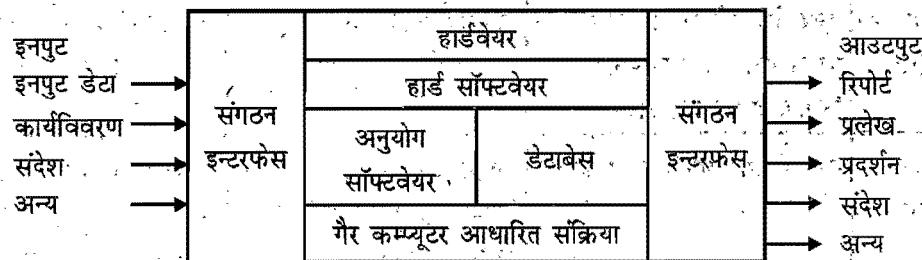 इनपुट
इनपुट डेटा
कार्यविवरण
संदेश
अन्य
संगठन
इन्टरफेस
हार्डवेयर
हार्ड सॉफ्टवेयर
अनुयोग
सॉफ्टवेयर
डेटाबेस
गैर कम्प्यूटर आधारित संक्रिया
संगठन
इन्टरफेस
आउटपुट
रिपोर्ट
प्रलेख
प्रदर्शन
संदेश
अन्य